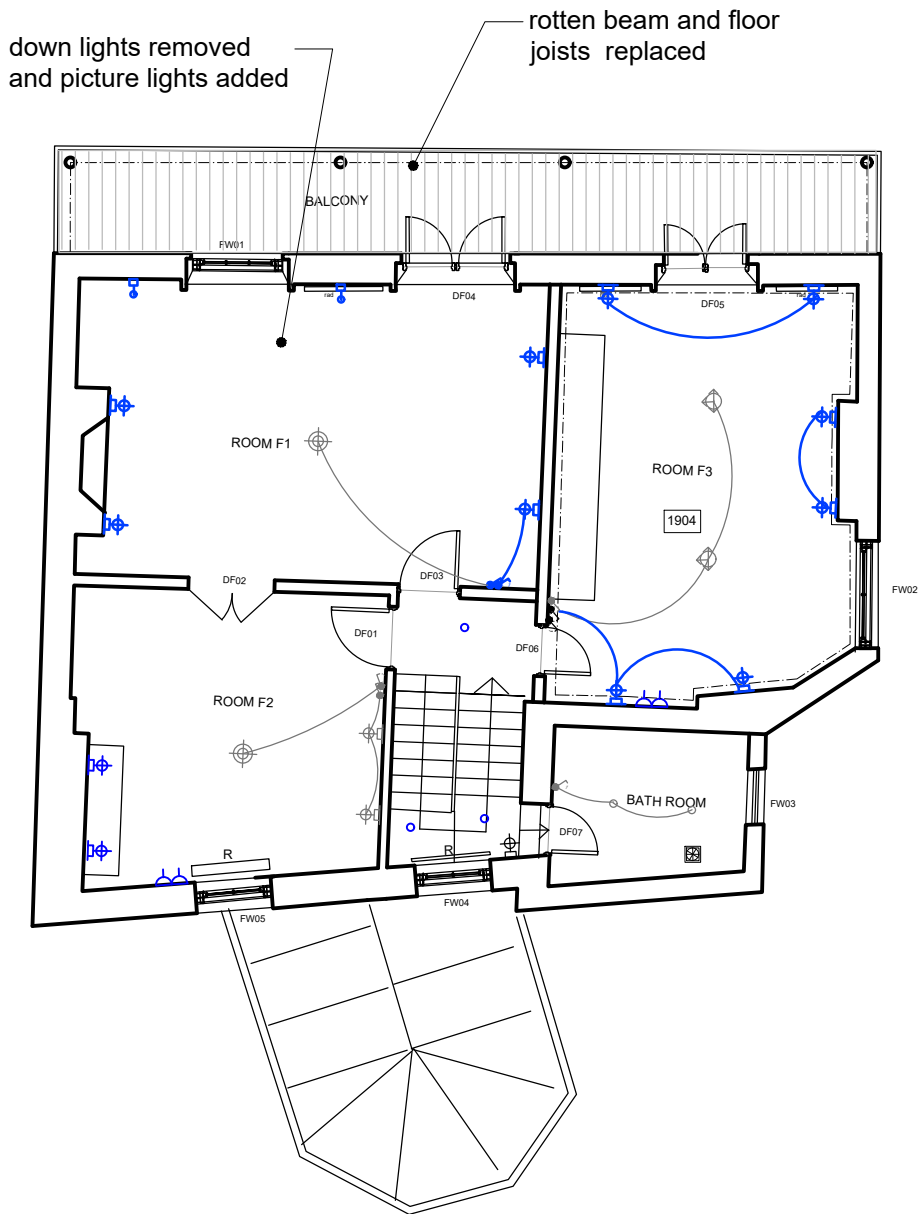 rotten beam and floor
joists replaced
down lights removed
and picture lights added
BALCONY
FW01
DF04
DF05
rad
rad
ROOM F1
ROOM F3
1904
DF02
DF03
FW02
DF01
DF06
ROOM F2
BATH ROOM
FW03
DF07
R
R
FW05
FW04